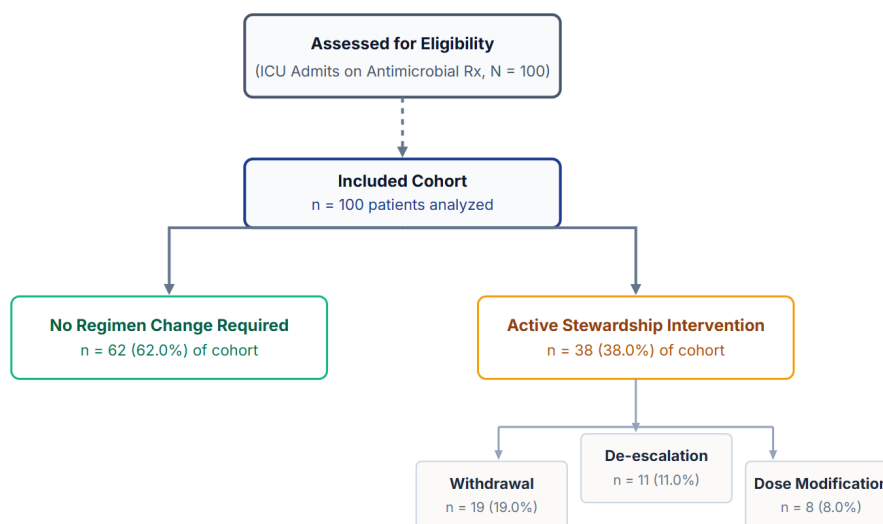 Assessed for Eligibility
(ICU Admits on Antimicrobial Rx, N = 100)
Included Cohort
n = 100 patients analyzed
No Regimen Change Required
n = 62 (62.0%) of cohort
Active Stewardship Intervention
n = 38 (38.0%) of cohort
Withdrawal
n = 19 (19.0%)
De-escalation
n = 11 (11.0%)
Dose Modification
n = 8 (8.0%)